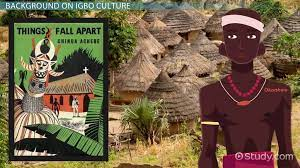 BACKGROUND ON IGBO CULTURE
THINGS FALL APART
CHINUA ACHEBE
Okonkwo
Study.com